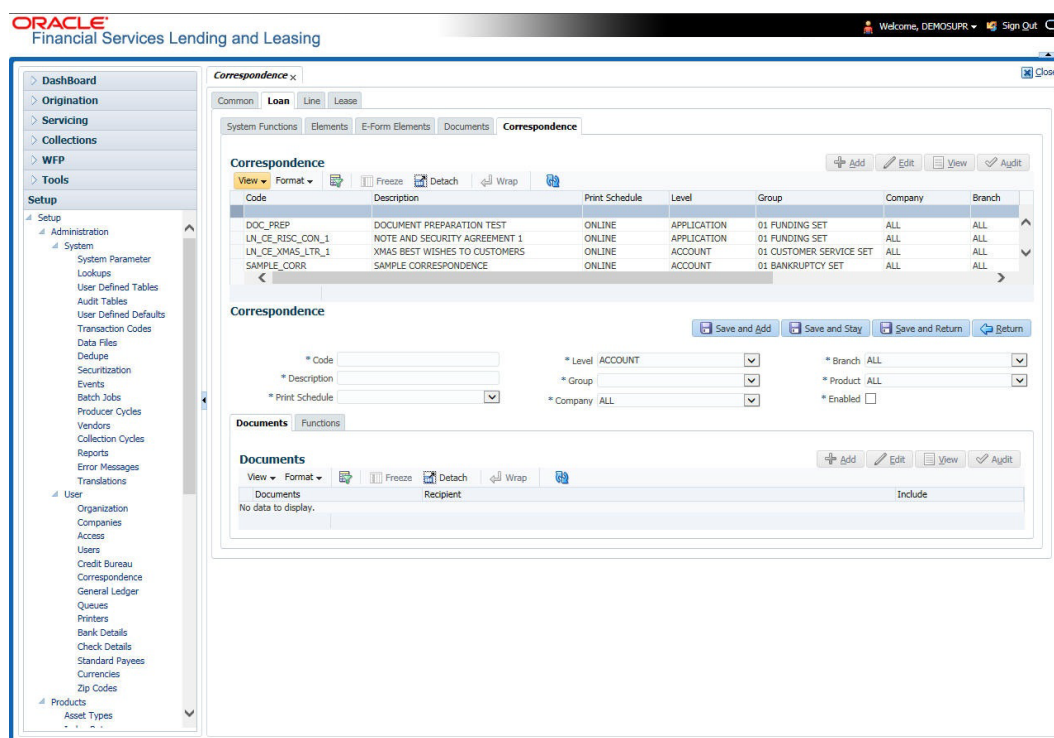 ORACLE
Financial Services Lending and Leasing
Welcome, DEMOSUPR
Sign Out
DashBoard
Origination
Servicing
Collections
WFP
Tools
Setup
Setup
Administration
System
System Parameter
Lookups
User Defined Tables
Audit Tables
User Defined Defaults
Transaction Codes
Data Files
Dedupe
Securitization
Events
Batch Jobs
Producer Cycles
Vendors
Collection Cycles
Reports
Error Messages
Translations
User
Organization
Companies
Access
Users
Credit Bureau
Correspondence
General Ledger
Queues
Printers
Bank Details
Check Details
Standard Payees
Currencies
Zip Codes
Products
Asset Types
Correspondence
Close
Common Loan Line Lease
System Functions Elements E-Form Elements Documents Correspondence
Correspondence
Add Edit View Audit
View Format Freeze Detach Wrap
Code Description Print Schedule Level Group Company Branch
DOC_PREP DOCUMENT PREPARATION TEST ONLINE APPLICATION 01 FUNDING SET ALL ALL
LN_CE_RISC_CON_1 NOTE AND SECURITY AGREEMENT 1 ONLINE APPLICATION 01 FUNDING SET ALL ALL
LN_CE_XMAS_LTR_1 XMAS BEST WISHES TO CUSTOMERS ONLINE ACCOUNT 01 CUSTOMER SERVICE SET ALL ALL
SAMPLE_CORR SAMPLE CORRESPONDENCE ONLINE ACCOUNT 01 BANKRUPTCY SET ALL ALL
Correspondence
Save and Add Save and Stay Save and Return Return
* Code * Level ACCOUNT * Branch ALL
* Description * Group * Product ALL
* Print Schedule * Company ALL * Enabled
Documents Functions
Documents
Add Edit View Audit
View Format Freeze Detach Wrap
Documents Recipient Include
No data to display.